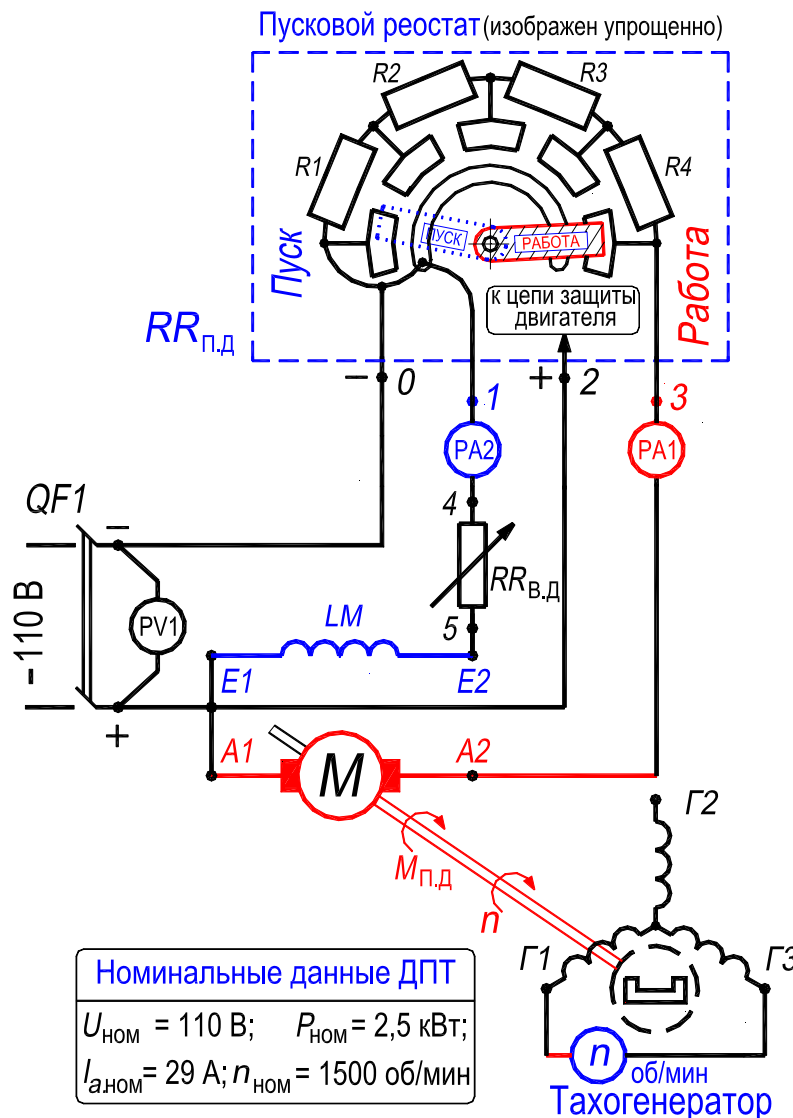 Пусковой реостат (изображен упрощенно)
R2
R3
R1
R4
ПУСК
РАБОТА
Пуск
Работа
к цепи защиты
двигателя
RRП.Д
− 0
+ 2
1
3
PA2
PA1
QF1
4
−
RRВ.Д
− 110 В
PV1
LM
5
E1
E2
+
A1
A2
M
Г2
MП.Д
n
Г1
Г3
Номинальные данные ДПТ
Uном = 110 В; Pном = 2,5 кВт;
Iа,ном = 29 А; nном = 1500 об/мин
n
об/мин
Тахогенератор